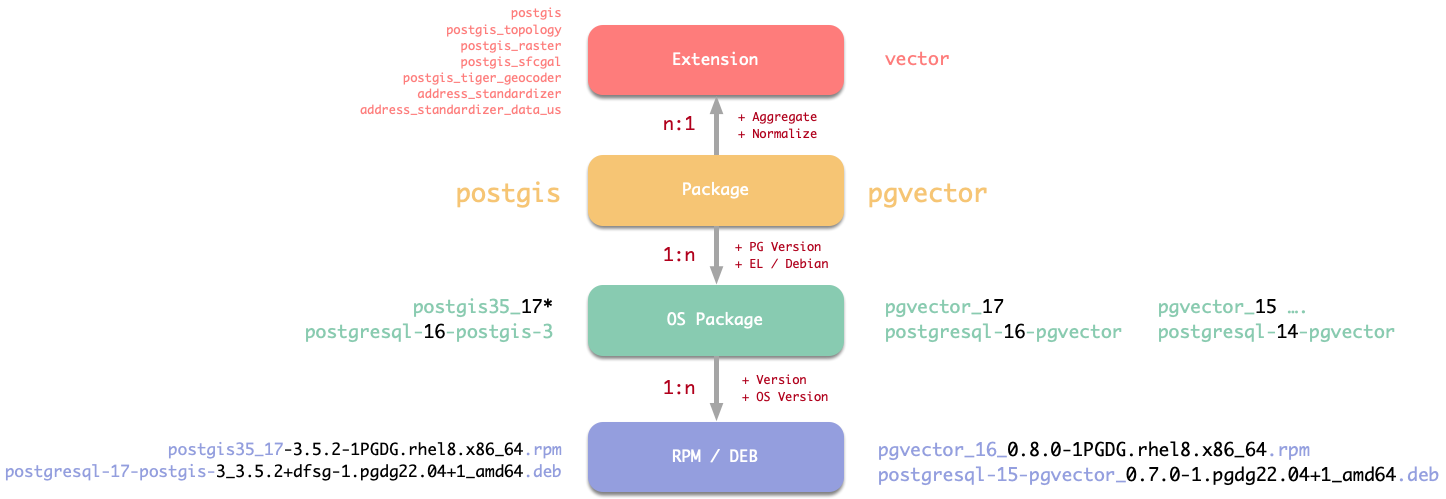 postgis
postgis_topology
postgis_raster
postgis_sfcgal
postgis_tiger_geocoder
address_standardizer
address_standardizer_data_us
Extension
vector
n:1
+ Aggregate
+ Normalize
postgis
Package
pgvector
1:n
+ PG Version
+ EL / Debian
postgis35_17*
postgresql-16-postgis-3
OS Package
pgvector_17
postgresql-16-pgvector
pgvector_15 ….
postgresql-14-pgvector
1:n
+ Version
+ OS Version
postgis35_17-3.5.2-1PGDG.rhel8.x86_64.rpm
postgresql-17-postgis-3_3.5.2+dfsg-1.pgdg22.04+1_amd64.deb
RPM / DEB
pgvector_16_0.8.0-1PGDG.rhel8.x86_64.rpm
postgresql-15-pgvector_0.7.0-1.pgdg22.04+1_amd64.deb